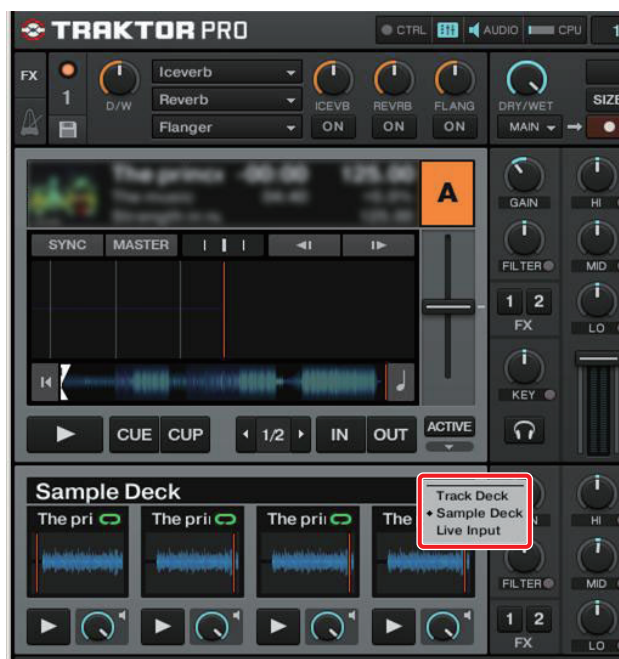 TRAKTOR PRO
CTRL AUDIO CPU 1
FX 1
D/W
Iceverb
Reverb
Flanger
ICEVB REVRB FLANG
ON ON ON
DRY/WET
MAIN
SIZE
A
SYNC MASTER
GAIN
FILTER
1 2
FX
KEY
HI
MID
LO
CUE CUP 1/2 IN OUT ACTIVE
Sample Deck
The pri The prin The prin The
Track Deck
Sample Deck
Live Input
FILTER
1 2
FX
HI
MID
LO